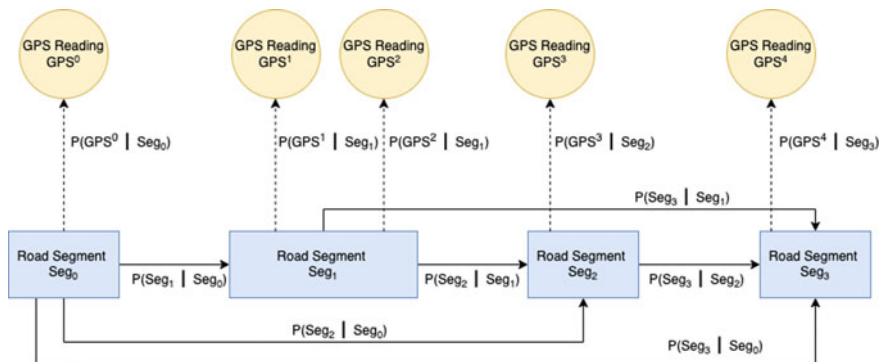 GPS Reading
GPS⁰
GPS Reading
GPS¹
GPS Reading
GPS²
GPS Reading
GPS³
GPS Reading
GPS⁴
P(GPS⁰ | Seg₀)
P(GPS¹ | Seg₁)
P(GPS² | Seg₁)
P(GPS³ | Seg₂)
P(GPS⁴ | Seg₃)
P(Seg₃ | Seg₁)
Road Segment
Seg₀
Road Segment
Seg₁
Road Segment
Seg₂
Road Segment
Seg₃
P(Seg₁ | Seg₀)
P(Seg₂ | Seg₁)
P(Seg₃ | Seg₂)
P(Seg₂ | Seg₀)
P(Seg₃ | Seg₀)